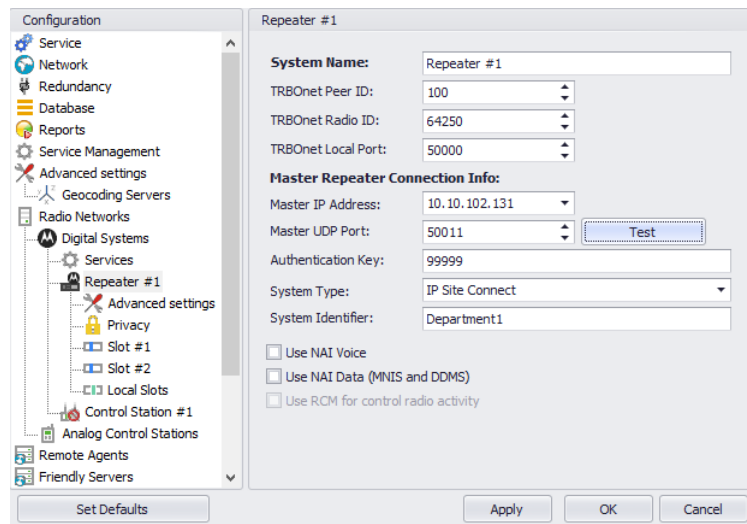 Configuration
Service
Network
Redundancy
Database
Reports
Service Management
Advanced settings
Geocoding Servers
Radio Networks
Digital Systems
Services
Repeater #1
Advanced settings
Privacy
Slot #1
Slot #2
Local Slots
Control Station #1
Analog Control Stations
Remote Agents
Friendly Servers
Set Defaults
Repeater #1
System Name: Repeater #1
TRBOnet Peer ID: 100
TRBOnet Radio ID: 64250
TRBOnet Local Port: 50000
Master Repeater Connection Info:
Master IP Address: 10.10.102.131
Master UDP Port: 50011 Test
Authentication Key: 99999
System Type: IP Site Connect
System Identifier: Department1
Use NAI Voice
Use NAI Data (MNIS and DDMS)
Use RCM for control radio activity
Apply OK Cancel